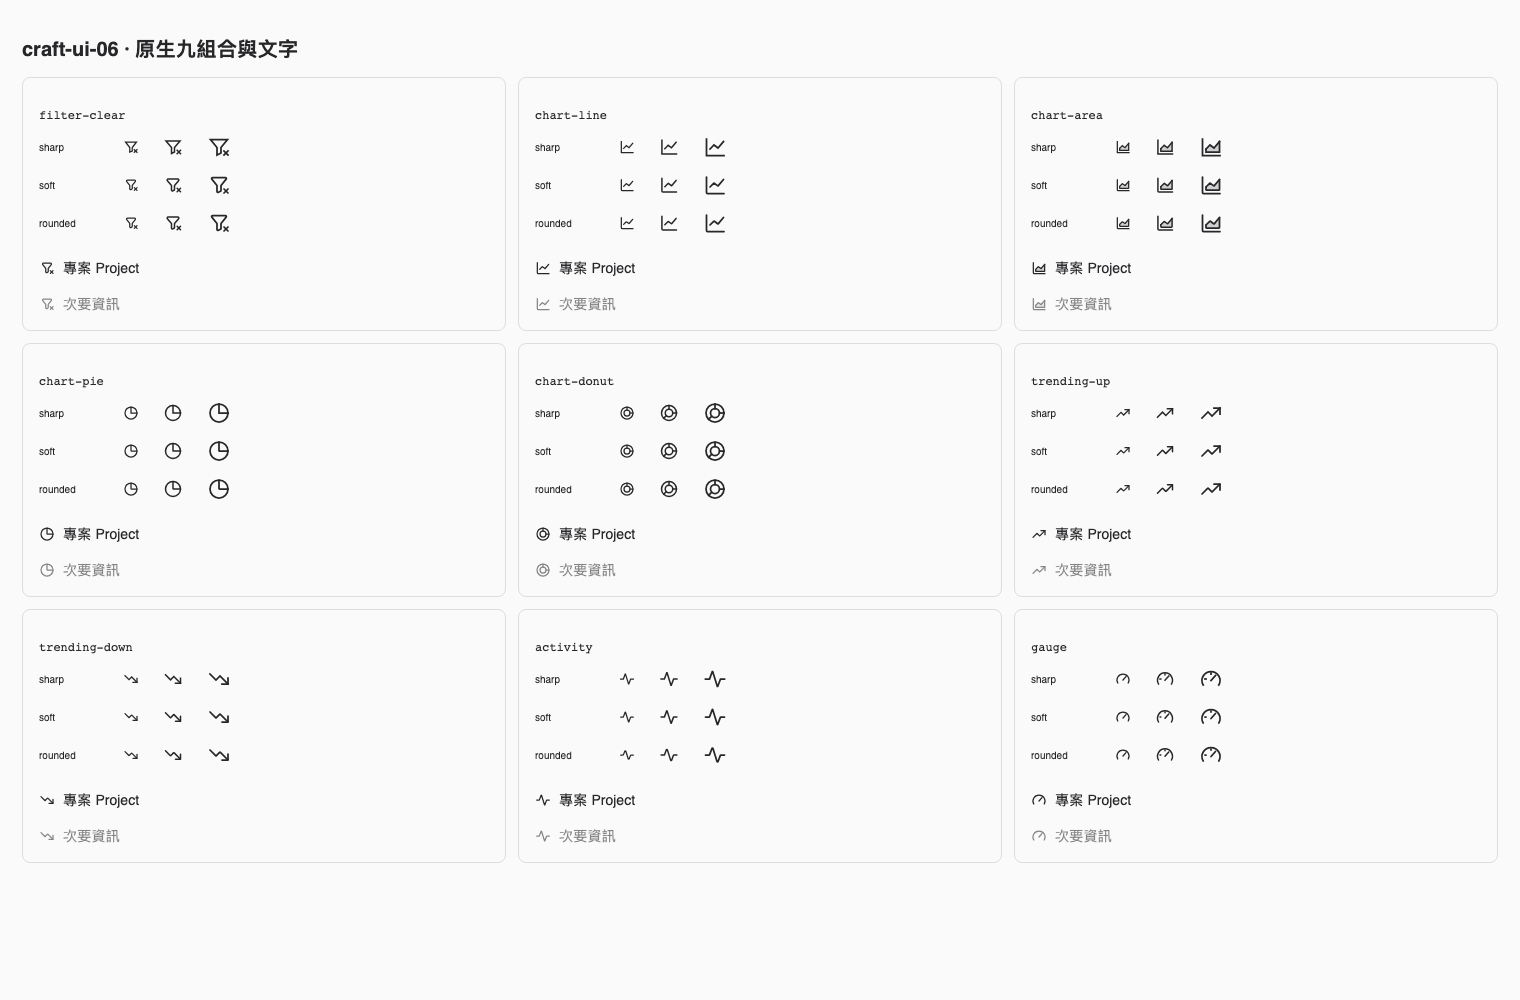 craft-ui-06 · 原生九組合與文字
filter-clear
sharp
soft
rounded
專案 Project
次要資訊
chart-line
sharp
soft
rounded
專案 Project
次要資訊
chart-area
sharp
soft
rounded
專案 Project
次要資訊
chart-pie
sharp
soft
rounded
專案 Project
次要資訊
chart-donut
sharp
soft
rounded
專案 Project
次要資訊
trending-up
sharp
soft
rounded
專案 Project
次要資訊
trending-down
sharp
soft
rounded
專案 Project
次要資訊
activity
sharp
soft
rounded
專案 Project
次要資訊
gauge
sharp
soft
rounded
專案 Project
次要資訊